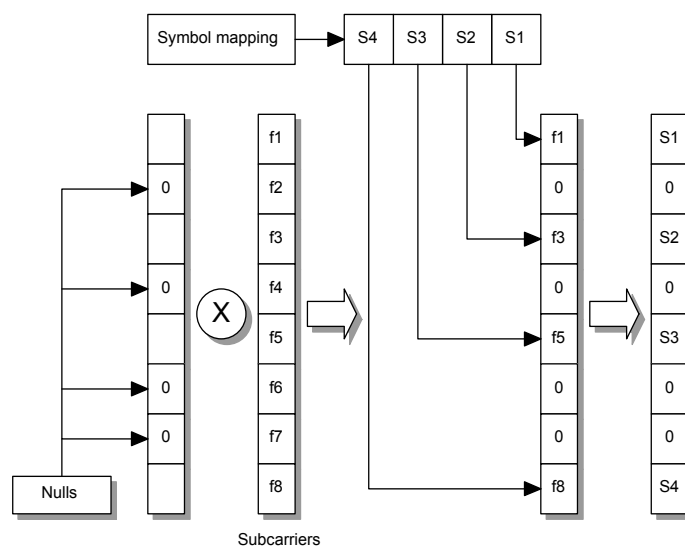 Symbol mapping
S4 S3 S2 S1
f1 f1 S1
0 f2 0 0
f3 f3 S2
0 f4 0 0
X
f5 f5 S3
0 f6 0 0
0 f7 0 0
Nulls
f8 f8 S4
Subcarriers